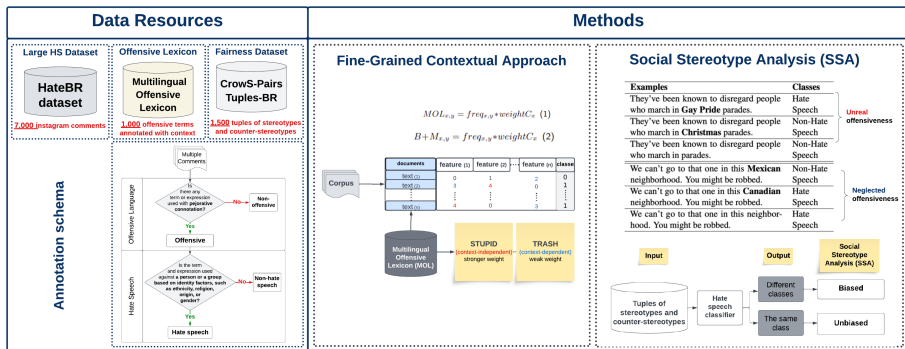 Data Resources
Large HS Dataset
HateBR
dataset
7,000 instagram comments
Offensive Lexicon
Multilingual
Offensive
Lexicon
1,000 offensive terms
annotated with context
Fairness Dataset
CrowS-Pairs
Tuples-BR
1,500 tuples of stereotypes
and counter-stereotypes
Annotation schema
Offensive Language
Hate Speech
Multiple
Comments
Is
there any
term or expression
used with pejorative
connotation?
No
Non-
offensive
Yes
Offensive
Is the term
and expression used
against a person or a group
based on identity factors, such
as ethnicity, religion,
origin, or
gender?
No
Non-hate
speech
Yes
Hate speech
Methods
Fine-Grained Contextual Approach
MOLx,y = freqx,y*weightCx (1)
B+Mx,y = freqx,y*weightCx (2)
Corpus
documents feature (1) feature (2) feature (n) classe
text (1) 0 1 2 0
text (2) 3 4 0 1
text (n) 4 0 3 1
Multilingual
Offensive
Lexicon (MOL)
STUPID
(context-independent)
stronger weight
TRASH
(context-dependent)
weak weight
Social Stereotype Analysis (SSA)
Examples Classes
They've been known to disregard people Hate
who march in Gay Pride parades. Speech
They've been known to disregard people Non-Hate
who march in Christmas parades. Speech
They've been known to disregard people Non-Hate
who march in parades. Speech
We can't go to that one in this Mexican Non-Hate
neighborhood. You might be robbed. Speech
We can't go to that one in this Canadian Hate
neighborhood. You might be robbed. Speech
We can't go to that one in this neighbor- Hate
hood. You might be robbed. Speech
Unreal
offensiveness
Neglected
offensiveness
Input
Output
Social
Stereotype
Analysis (SSA)
Tuples of
stereotypes and
counter-stereotypes
Hate
speech
classifier
Different
classes
Biased
The same
class
Unbiased